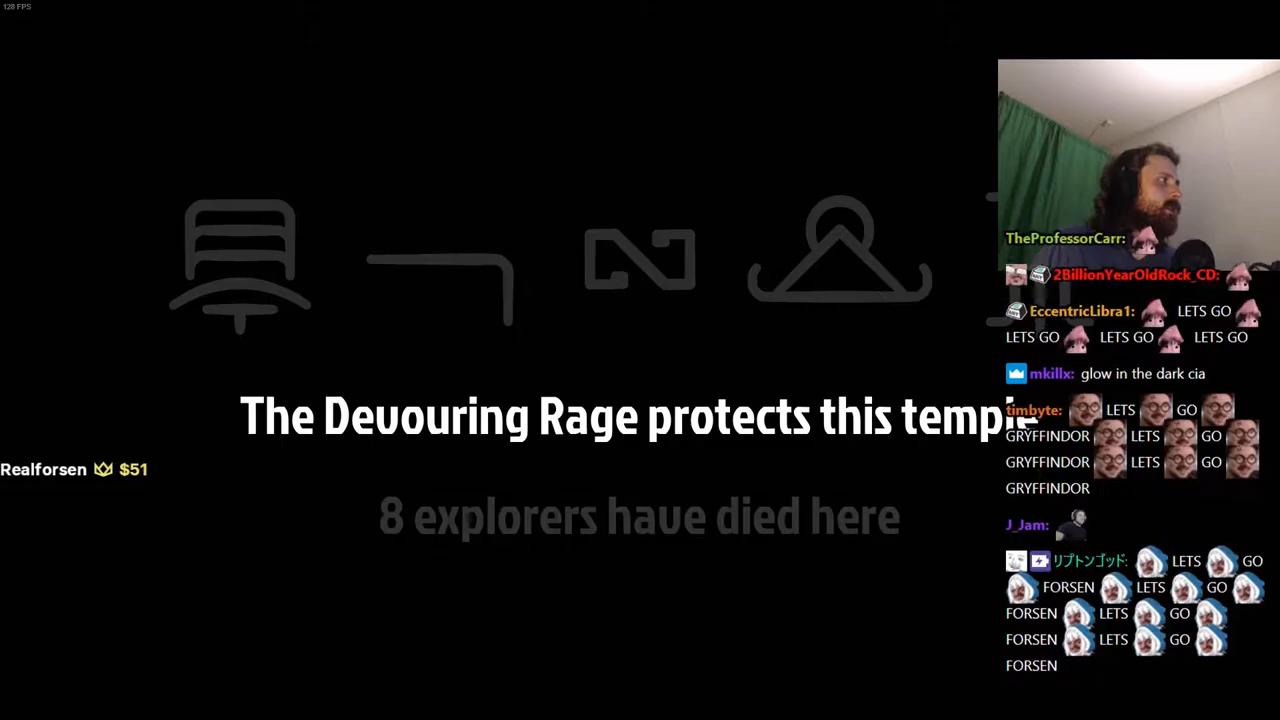 128 FPS
The Devouring Rage protects this temple
8 explorers have died here
Realforsen $51
TheProfessorCarr:
2BillionYearOldRock_CD:
EccentricLibra1: LETS GO
LETS GO LETS GO LETS GO
mkillx: glow in the dark cia
timbyte: LETS GO
GRYFFINDOR LETS GO
GRYFFINDOR LETS GO
GRYFFINDOR
J_Jam:
リプトンゴッド: LETS GO
FORSEN LETS GO
FORSEN LETS GO
FORSEN LETS GO
FORSEN